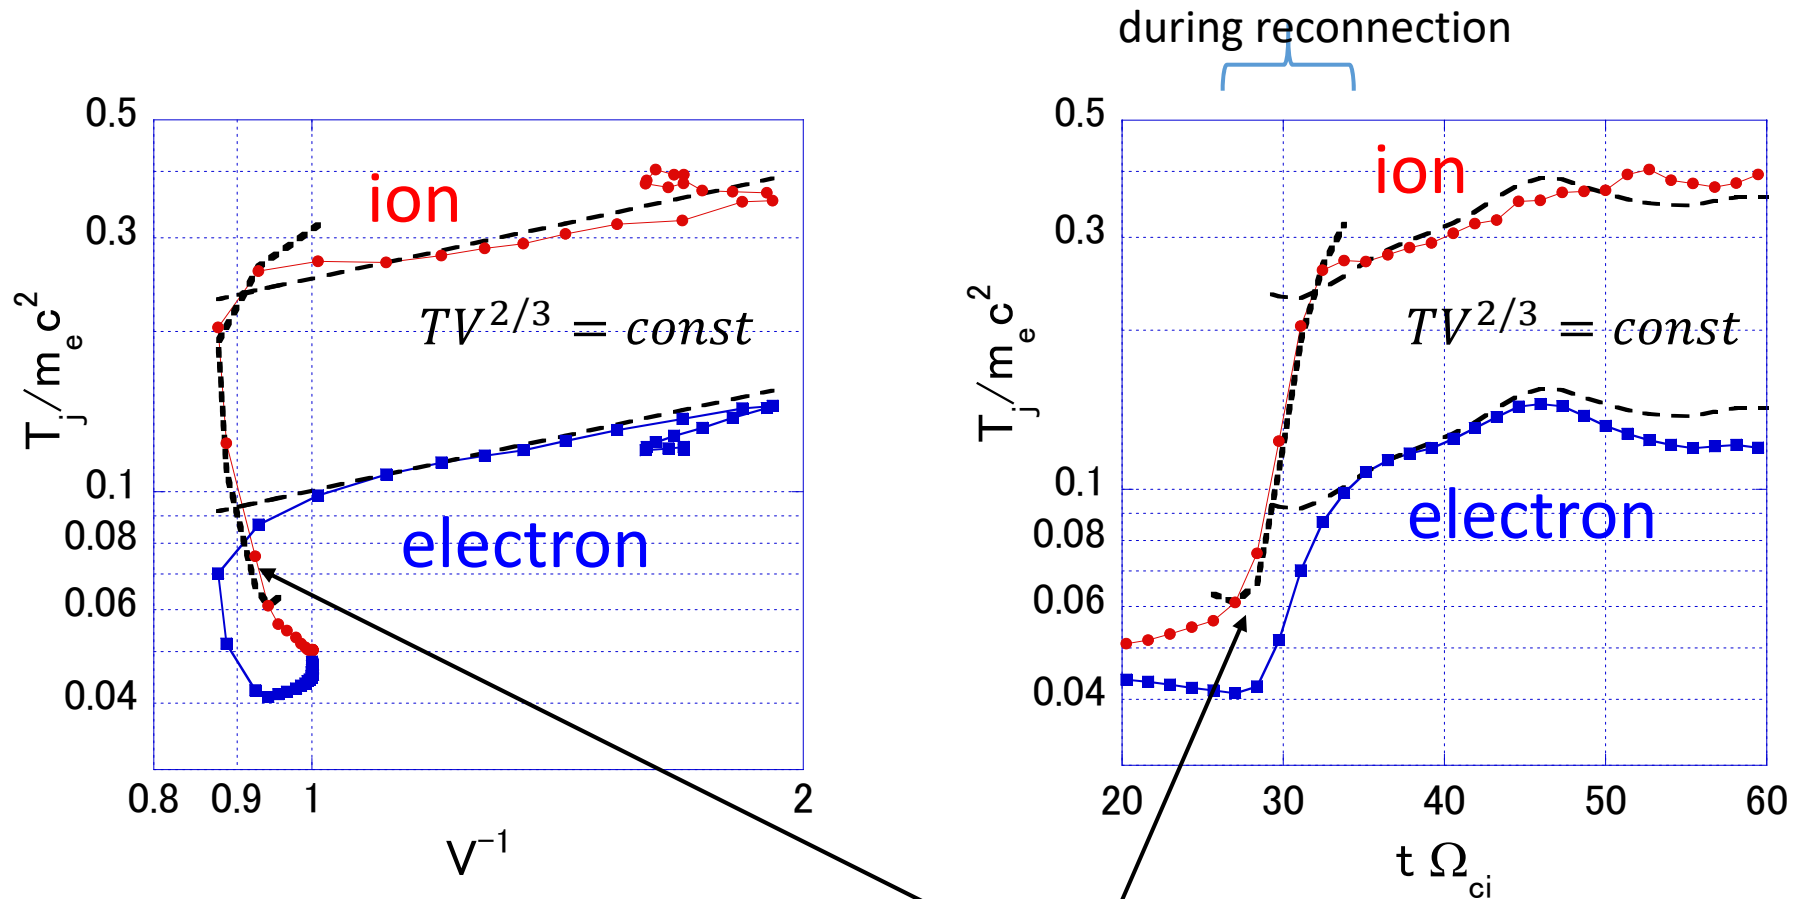 during reconnection
0.5
0.3
0.1
0.08
0.06
0.04
T_j/m_e c^2
ion
TV^{2/3} = const
electron
0.8 0.9 1 2
V^{-1}
0.5
0.3
0.1
0.08
0.06
0.04
T_j/m_e c^2
ion
TV^{2/3} = const
electron
20 30 40 50 60
t Ω_{ci}